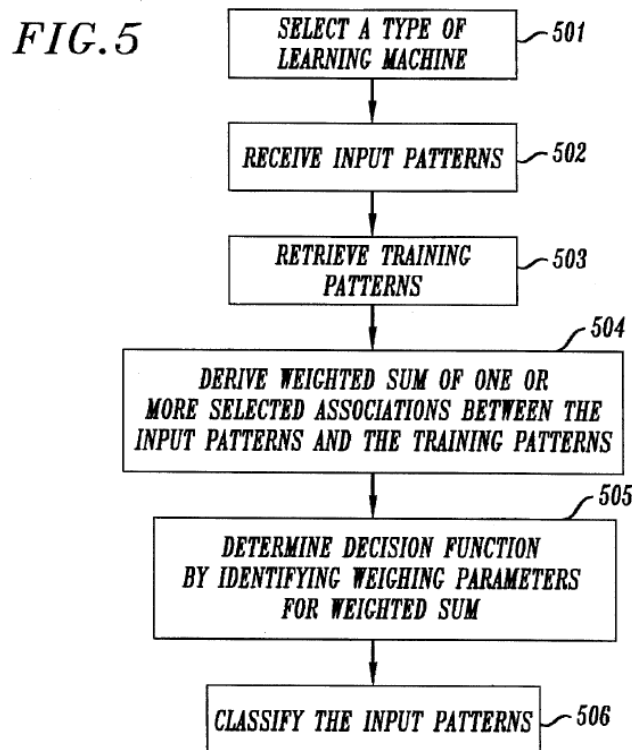 FIG.5
SELECT A TYPE OF
LEARNING MACHINE
501
RECEIVE INPUT PATTERNS
502
RETRIEVE TRAINING
PATTERNS
503
504
DERIVE WEIGHTED SUM OF ONE OR
MORE SELECTED ASSOCIATIONS BETWEEN THE
INPUT PATTERNS AND THE TRAINING PATTERNS
505
DETERMINE DECISION FUNCTION
BY IDENTIFYING WEIGHING PARAMETERS
FOR WEIGHTED SUM
CLASSIFY THE INPUT PATTERNS
506